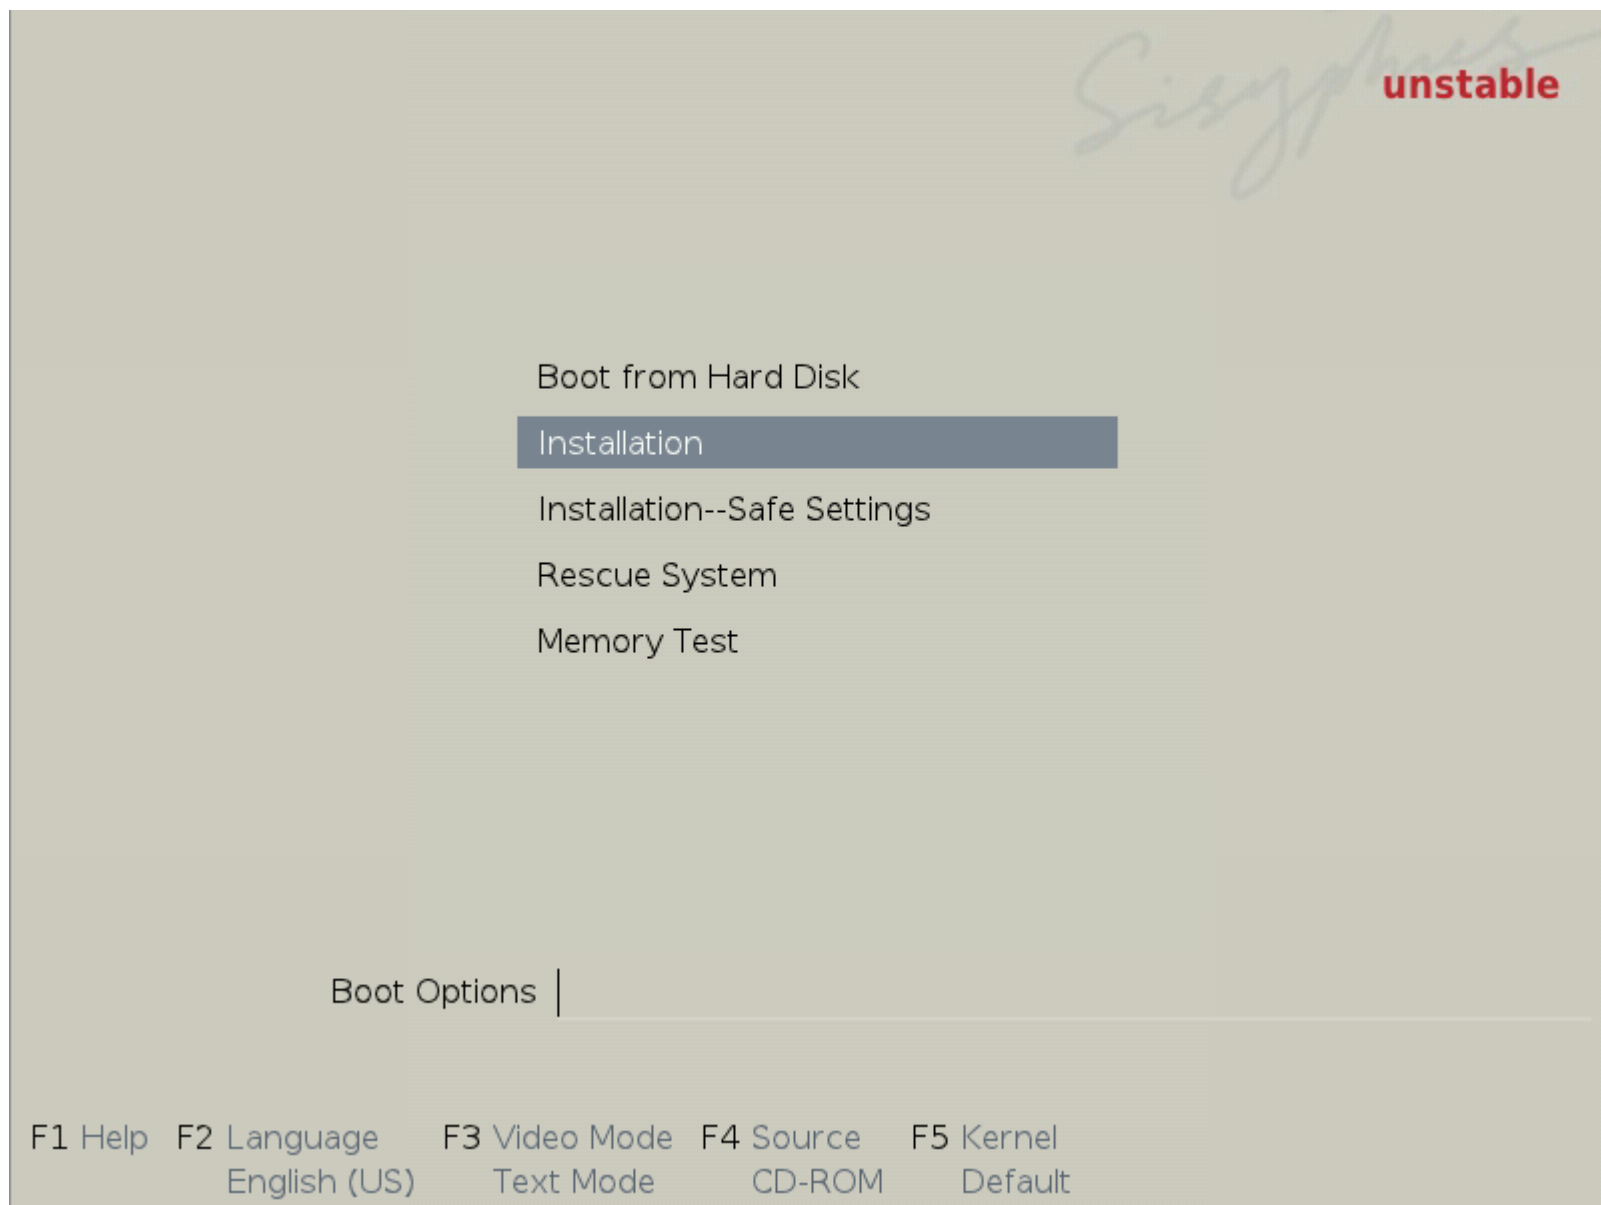 Sisyphus
unstable
Boot from Hard Disk
Installation
Installation--Safe Settings
Rescue System
Memory Test
Boot Options
F1 Help F2 Language F3 Video Mode F4 Source F5 Kernel
English (US) Text Mode CD-ROM Default